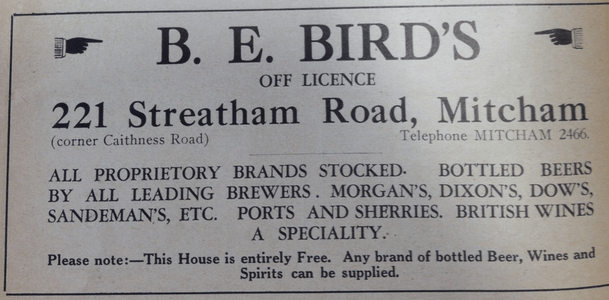 B. E. BIRD'S
OFF LICENCE
221 Streatham Road, Mitcham
(corner Caithness Road) Telephone MITCHAM 2466.
ALL PROPRIETORY BRANDS STOCKED. BOTTLED BEERS
BY ALL LEADING BREWERS. MORGAN'S, DIXON'S, DOW'S,
SANDEMAN'S, ETC. PORTS AND SHERRIES. BRITISH WINES
A SPECIALITY.
Please note:—This House is entirely Free. Any brand of bottled Beer, Wines and
Spirits can be supplied.